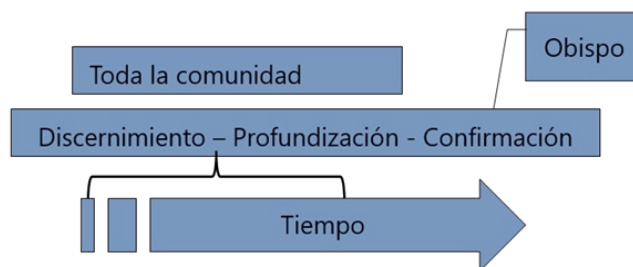 Obispo
Toda la comunidad
Discernimiento – Profundización - Confirmación
Tiempo